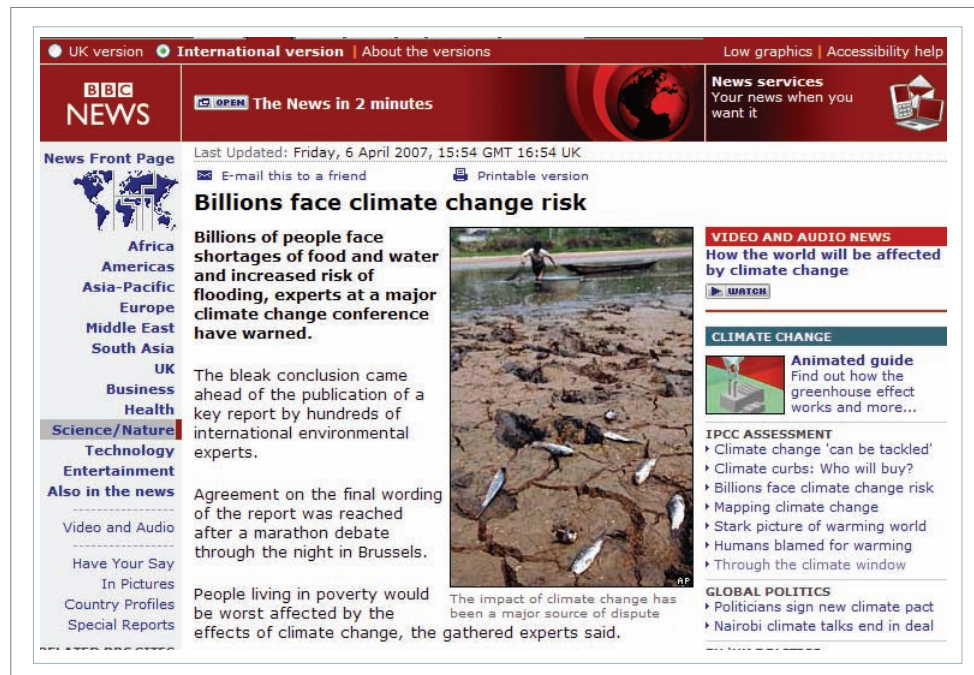 UK version International version | About the versions
Low graphics | Accessibility help
BBC
NEWS
OPEN The News in 2 minutes
News services
Your news when you
want it
News Front Page
Africa
Americas
Asia-Pacific
Europe
Middle East
South Asia
UK
Business
Health
Science/Nature
Technology
Entertainment
Also in the news
Video and Audio
Have Your Say
In Pictures
Country Profiles
Special Reports
Last Updated: Friday, 6 April 2007, 15:54 GMT 16:54 UK
E-mail this to a friend
Printable version
Billions face climate change risk
Billions of people face
shortages of food and water
and increased risk of
flooding, experts at a major
climate change conference
have warned.
The bleak conclusion came
ahead of the publication of a
key report by hundreds of
international environmental
experts.
Agreement on the final wording
of the report was reached
after a marathon debate
through the night in Brussels.
People living in poverty would
be worst affected by the
effects of climate change, the gathered experts said.
AP
The impact of climate change has
been a major source of dispute
VIDEO AND AUDIO NEWS
How the world will be affected
by climate change
WATCH
CLIMATE CHANGE
Animated guide
Find out how the
greenhouse effect
works and more...
IPCC ASSESSMENT
Climate change 'can be tackled'
Climate curbs: Who will buy?
Billions face climate change risk
Mapping climate change
Stark picture of warming world
Humans blamed for warming
Through the climate window
GLOBAL POLITICS
Politicians sign new climate pact
Nairobi climate talks end in deal